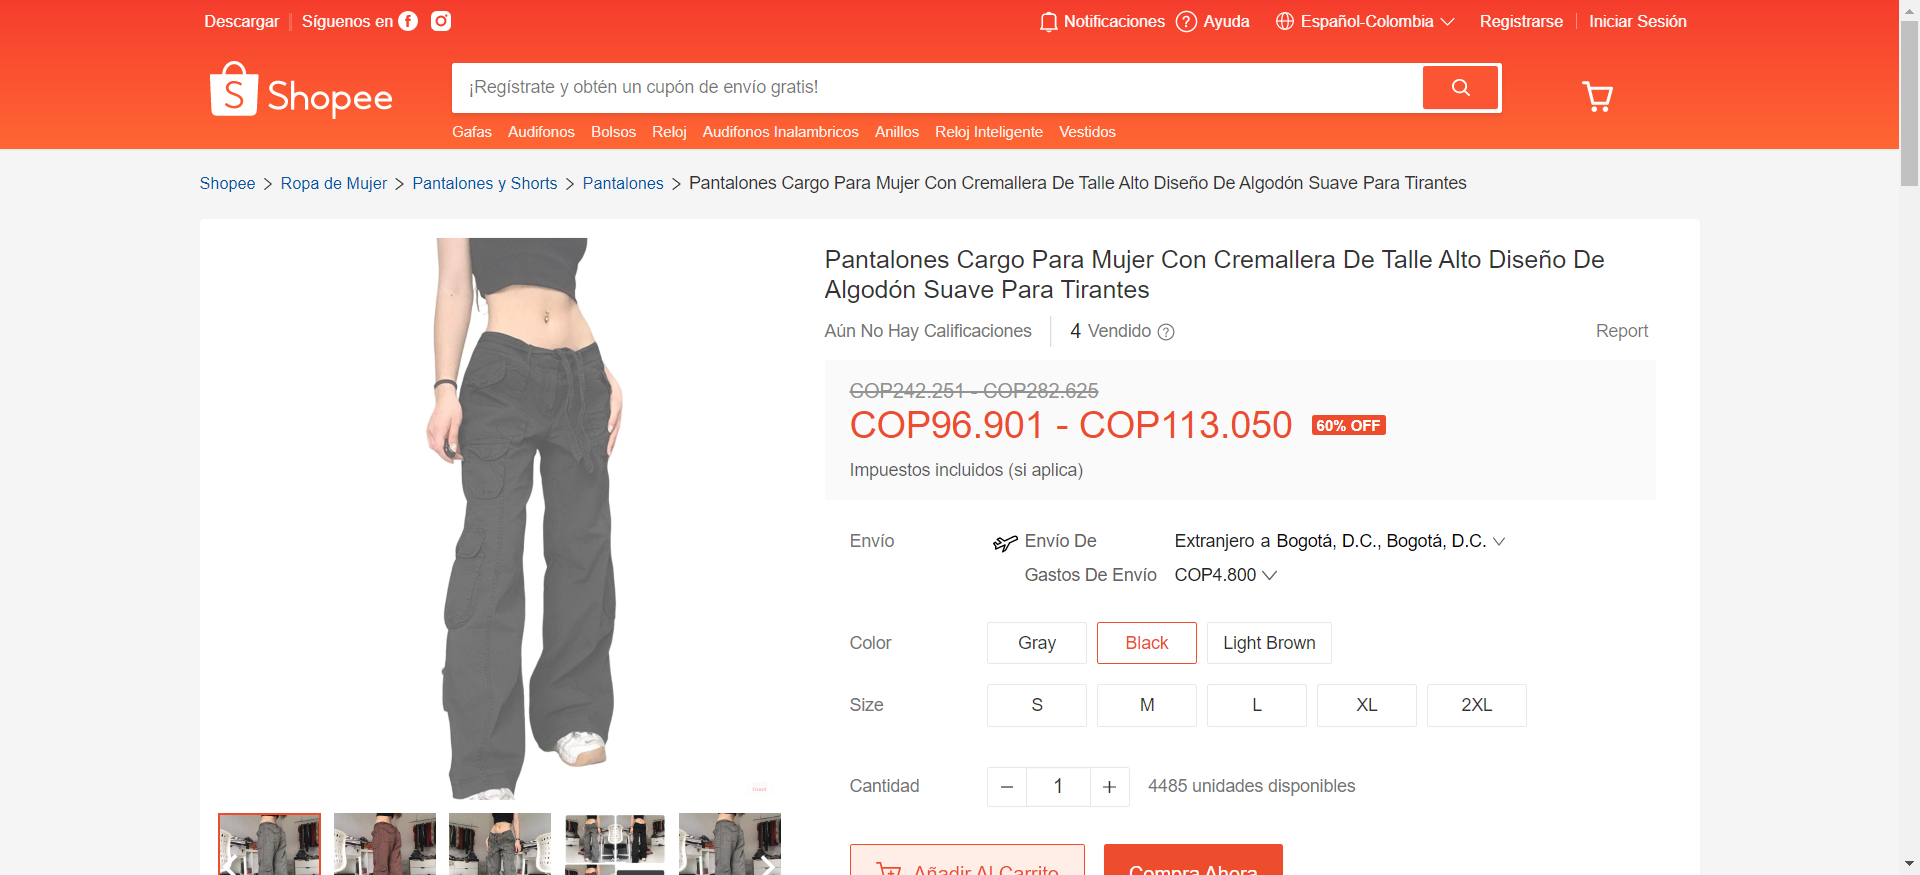 Descargar Síguenos en
Notificaciones Ayuda Español-Colombia Registrarse Iniciar Sesión
Shopee
¡Regístrate y obtén un cupón de envío gratis!
Gafas Audifonos Bolsos Reloj Audifonos Inalambricos Anillos Reloj Inteligente Vestidos
Shopee > Ropa de Mujer > Pantalones y Shorts > Pantalones > Pantalones Cargo Para Mujer Con Cremallera De Talle Alto Diseño De Algodón Suave Para Tirantes
Pantalones Cargo Para Mujer Con Cremallera De Talle Alto Diseño De
Algodón Suave Para Tirantes
Aún No Hay Calificaciones 4 Vendido Report
COP242.251 - COP282.625
COP96.901 - COP113.050 60% OFF
Impuestos incluidos (si aplica)
Envío Envío De Extranjero a Bogotá, D.C., Bogotá, D.C.
Gastos De Envío COP4.800
Color Gray Black Light Brown
Size S M L XL 2XL
Cantidad 1 4485 unidades disponibles
Añadir Al Carrito Compra Ahora